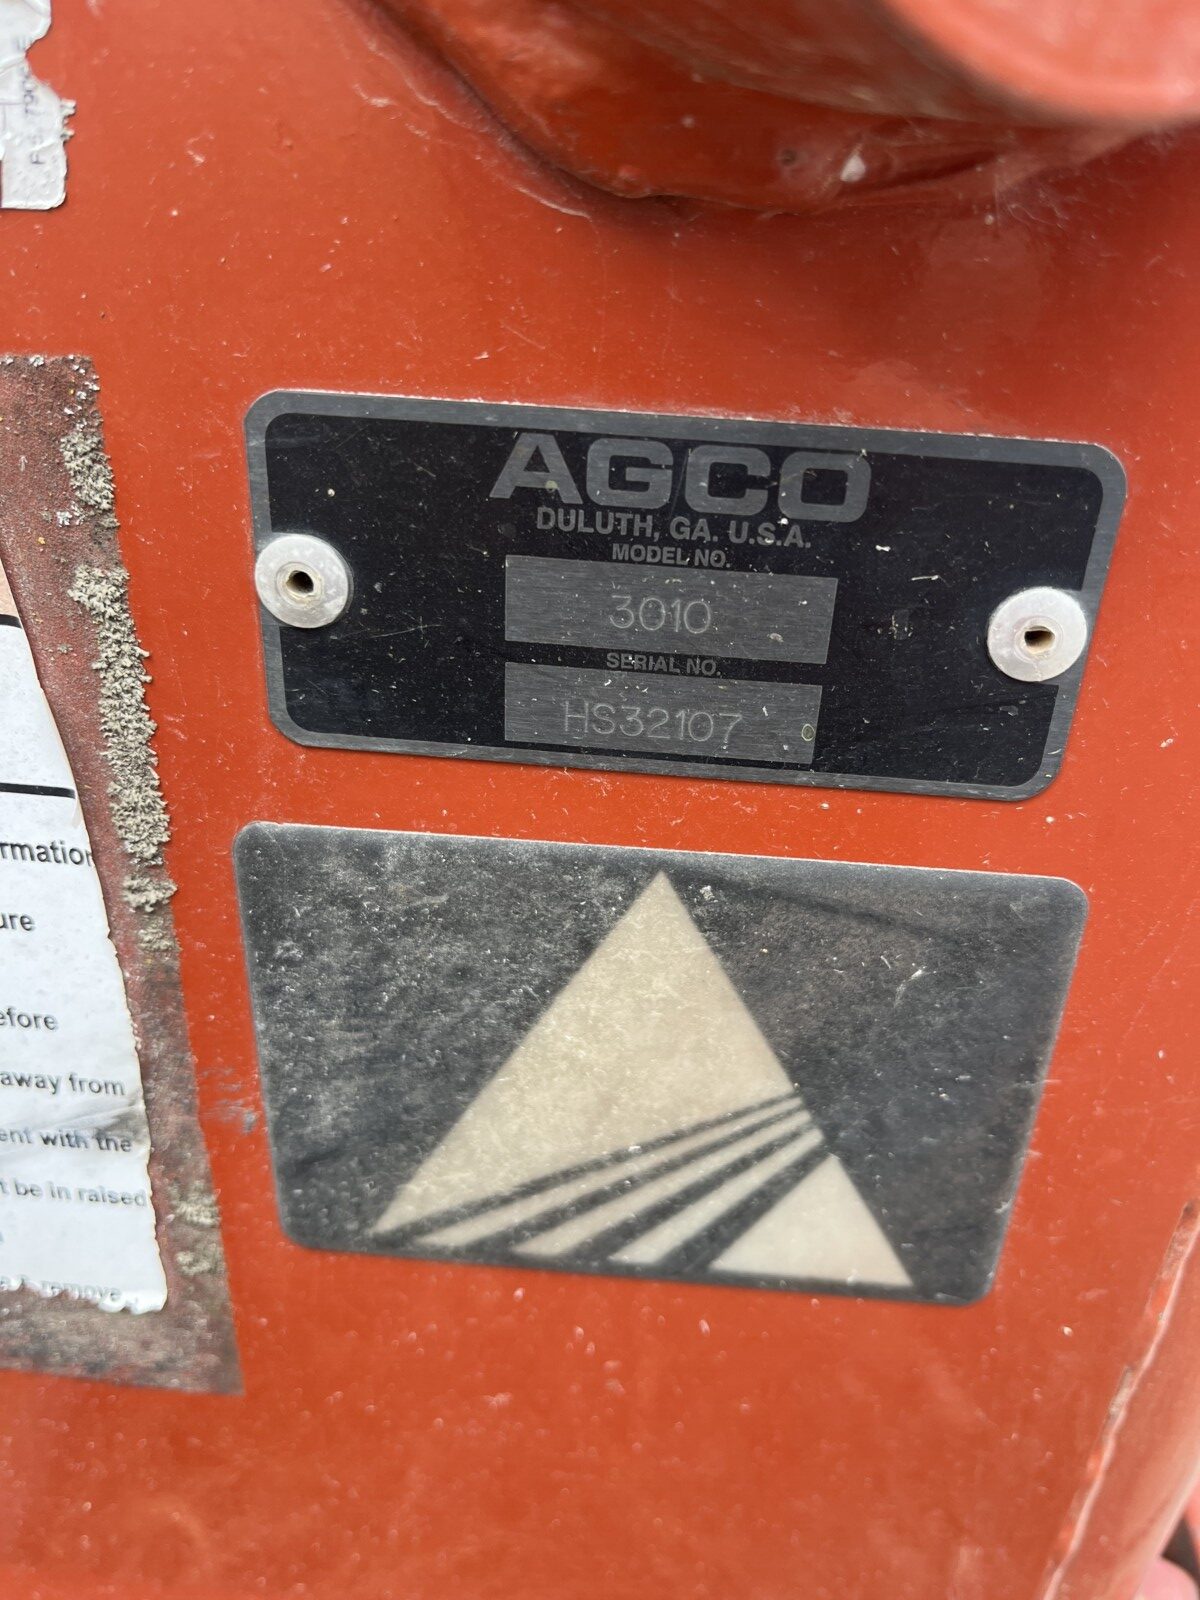 AGCO
DULUTH, GA. U.S.A.
MODEL NO.
3010
SERIAL NO.
HS32107
rmation
ure
efore
away from
ent with the
t be in raised
remove